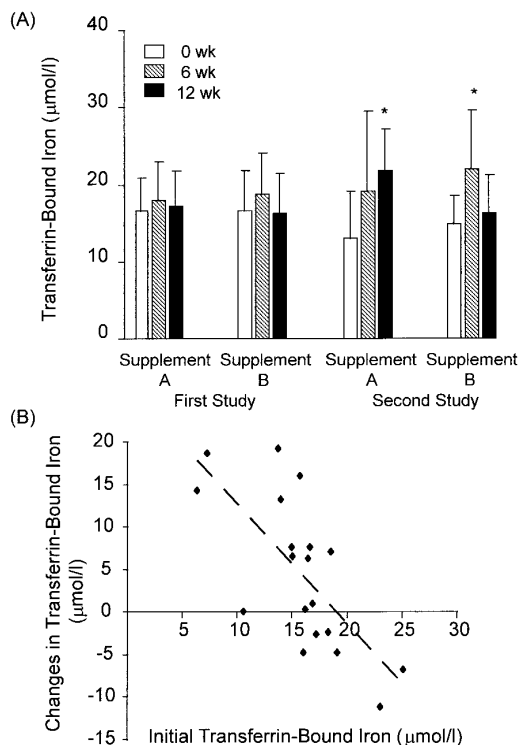 (A)
Transferrin-Bound Iron (μmol/l)
40
30
20
10
0
0 wk
6 wk
12 wk
*
*
Supplement Supplement Supplement Supplement
A B A B
First Study Second Study
(B)
Changes in Transferrin-Bound Iron
(μmol/l)
20
15
10
5
0
-5
-10
-15
5 10 15 20 25 30
Initial Transferrin-Bound Iron (μmol/l)